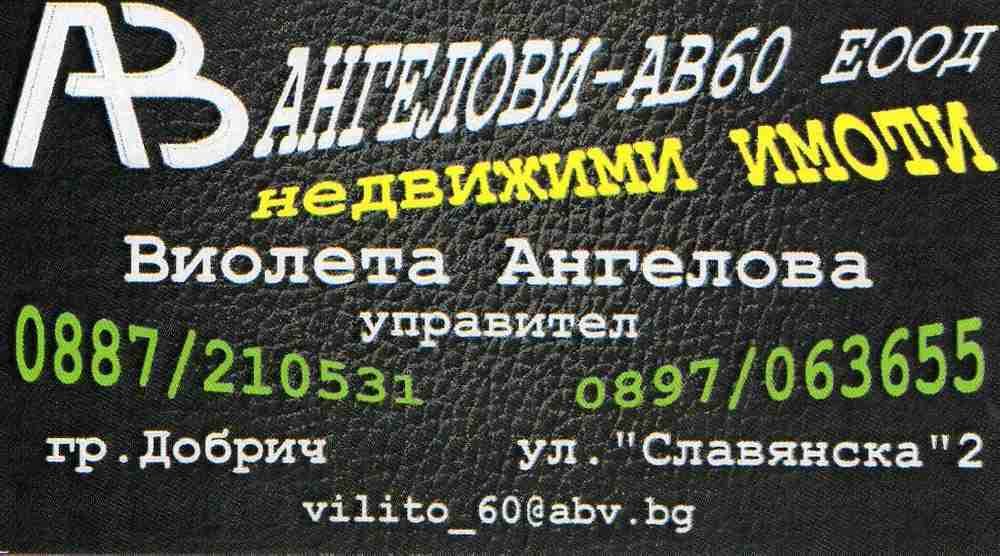 АВ
АНГЕЛОВИ-АВ60 ЕООД
недвижими имоти
Виолета Ангелова
управител
0887/210531 0897/063655
гр.Добрич ул."Славянска"2
vilito_60@abv.bg